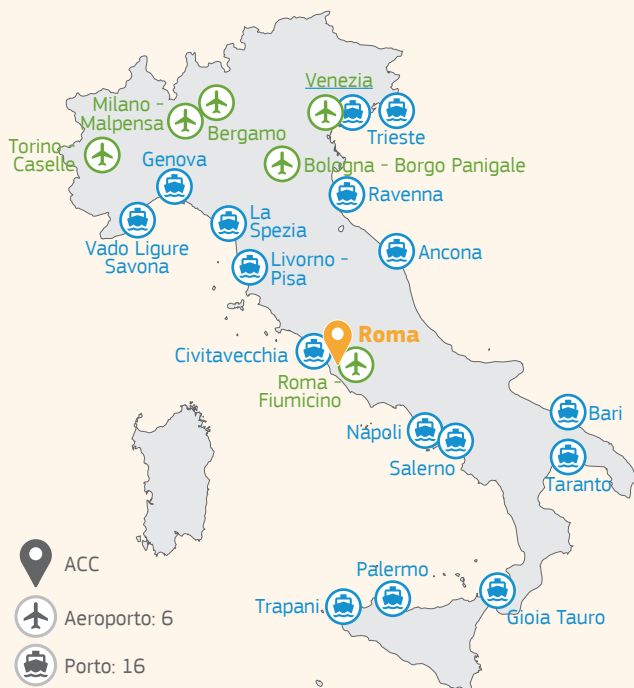 Venezia
Milano -
Malpensa
Bergamo
Trieste
Torino -
Caselle
Genova
Bologna - Borgo Panigale
Ravenna
La
Spezia
Vado Ligure
Savona
Livorno -
Pisa
Ancona
Roma
Civitavecchia
Roma -
Fiumicino
Bari
Napoli
Salerno
Taranto
ACC
Palermo
Trapani
Gioia Tauro
Aeroporto: 6
Porto: 16